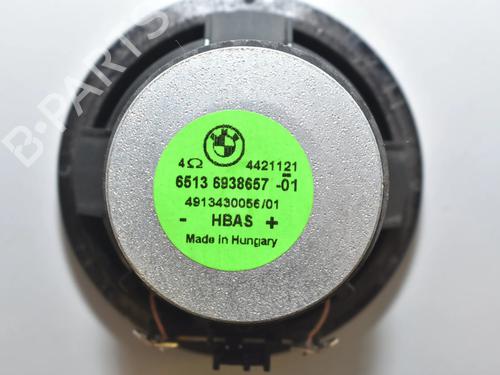 B-PARTS
4Ω 4421121
6513 6938657 -01
4913430056/01
- HBAS +
Made in Hungary